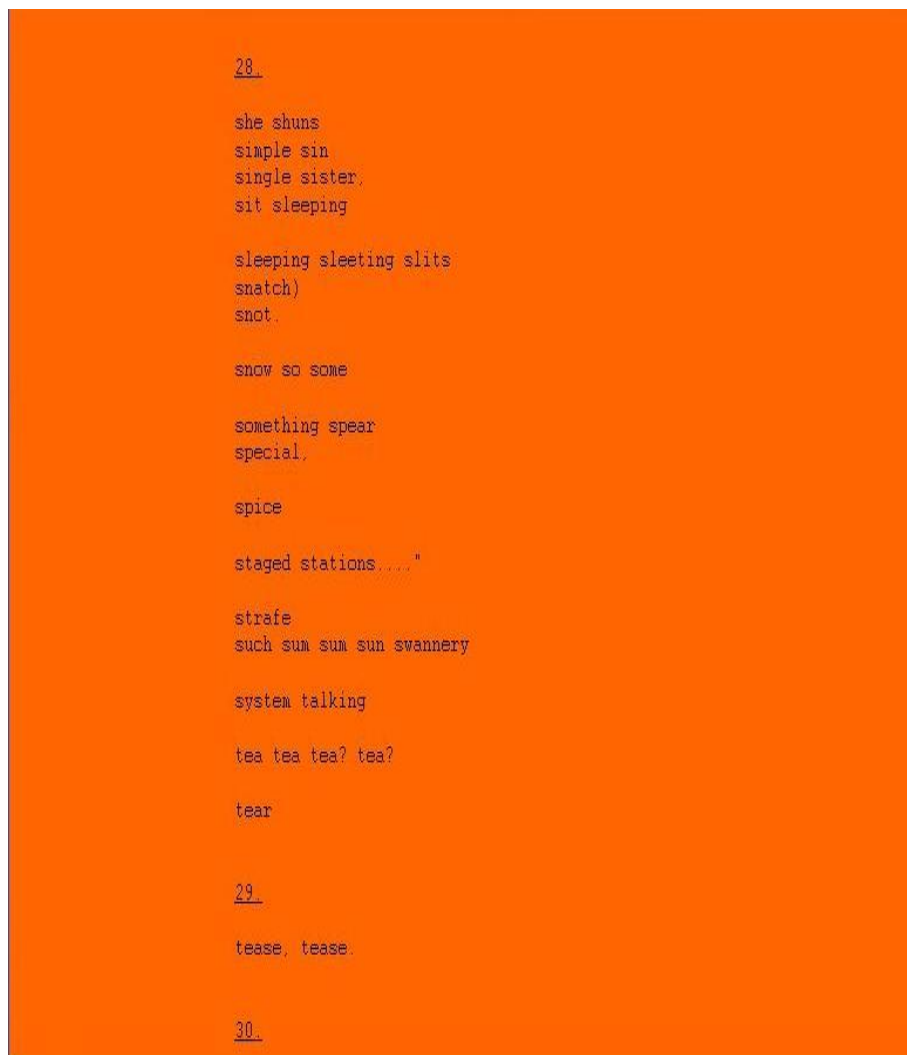 28.
she shuns
simple sin
single sister,
sit sleeping
sleeping sleeting slits
snatch)
snot.
snow so some
something spear
special,
spice
staged stations...."
strafe
such sum sum sun swannery
system talking
tea tea tea? tea?
tear
29.
tease, tease.
30.